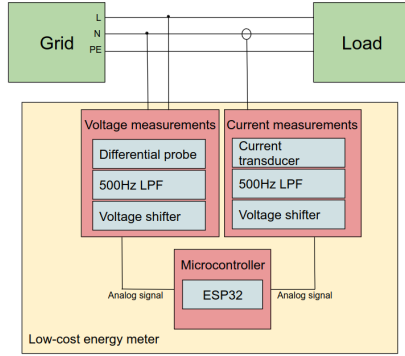 Grid
L
N
PE
Load
Voltage measurements
Differential probe
500Hz LPF
Voltage shifter
Current measurements
Current
transducer
500Hz LPF
Voltage shifter
Microcontroller
ESP32
Analog signal
Analog signal
Low-cost energy meter